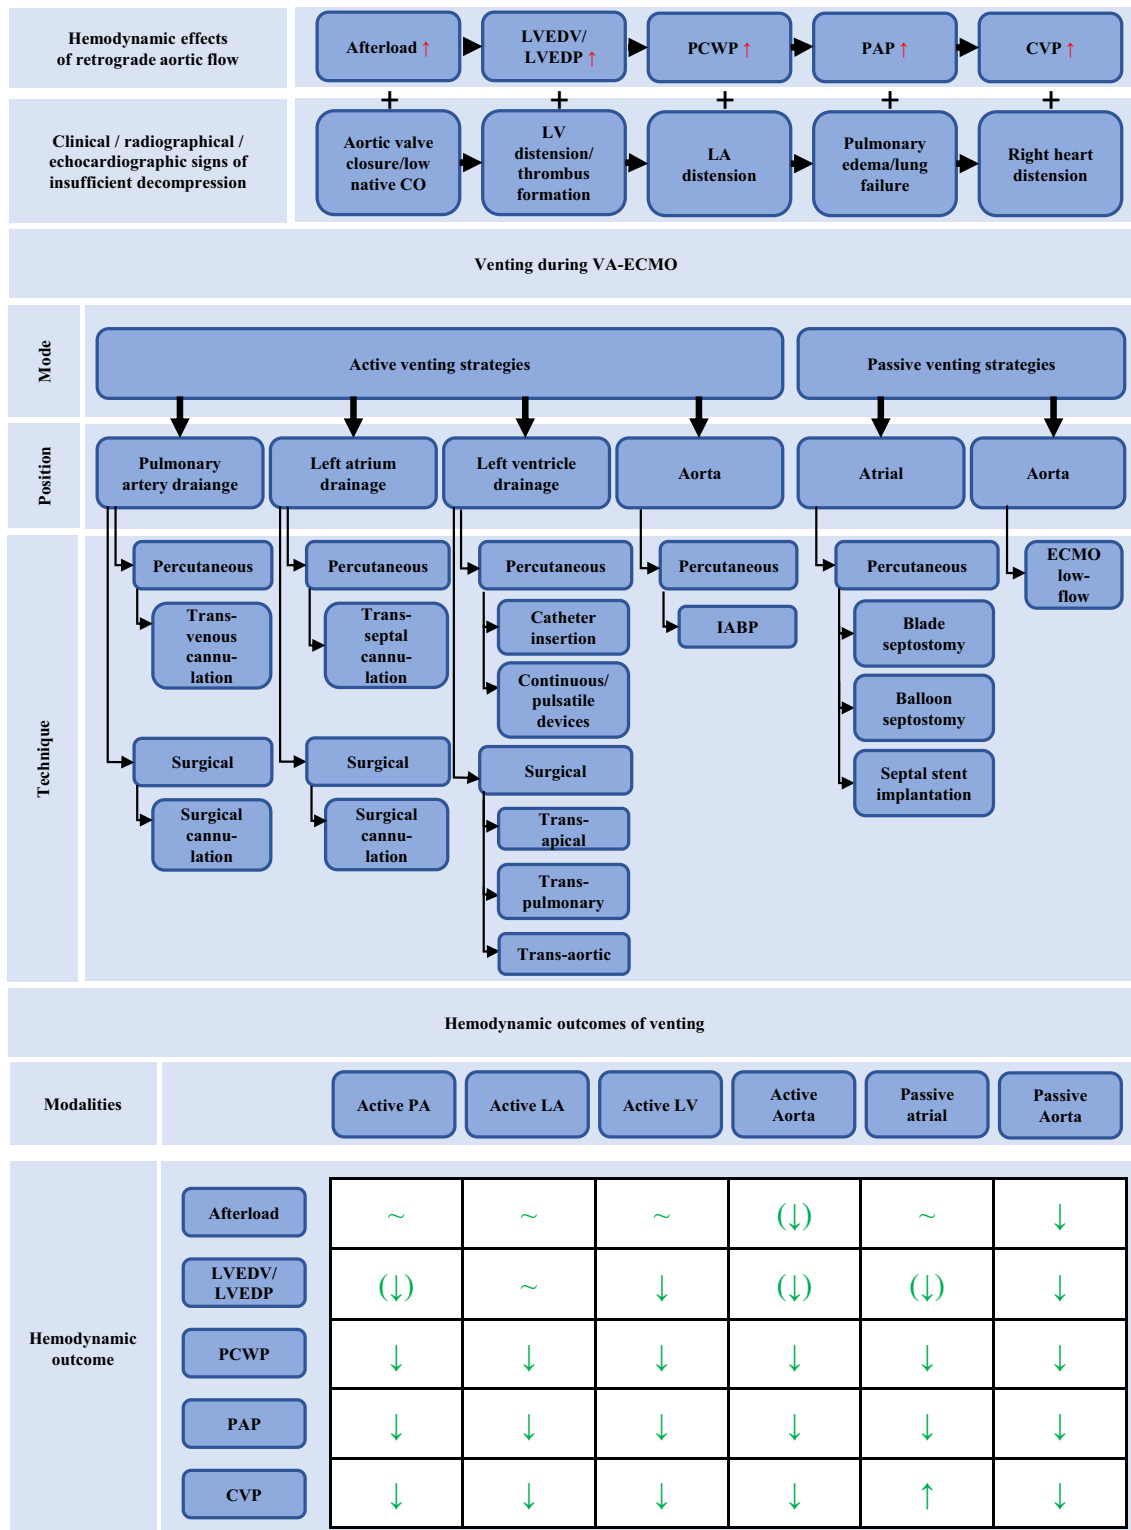 Hemodynamic effects
of retrograde aortic flow
Afterload ↑
LVEDV/
LVEDP ↑
PCWP ↑
PAP ↑
CVP ↑
+ + + + +
Clinical / radiographical /
echocardiographic signs of
insufficient decompression
Aortic valve
closure/low
native CO
LV
distension/
thrombus
formation
LA
distension
Pulmonary
edema/lung
failure
Right heart
distension
Venting during VA-ECMO
Mode
Active venting strategies
Passive venting strategies
Position
Pulmonary
artery draiange
Left atrium
drainage
Left ventricle
drainage
Aorta
Atrial
Aorta
Technique
Percutaneous
Trans-
venous
cannu-
lation
Surgical
Surgical
cannu-
lation
Percutaneous
Trans-
septal
cannu-
lation
Surgical
Surgical
cannu-
lation
Percutaneous
Catheter
insertion
Continuous/
pulsatile
devices
Surgical
Trans-
apical
Trans-
pulmonary
Trans-aortic
Percutaneous
IABP
Percutaneous
Blade
septostomy
Balloon
septostomy
Septal stent
implantation
ECMO
low-
flow
Hemodynamic outcomes of venting
Modalities
Active PA
Active LA
Active LV
Active
Aorta
Passive
atrial
Passive
Aorta
Hemodynamic
outcome
Afterload ~ ~ ~ (↓) ~ ↓
LVEDV/
LVEDP (↓) ~ ↓ (↓) (↓) ↓
PCWP ↓ ↓ ↓ ↓ ↓ ↓
PAP ↓ ↓ ↓ ↓ ↓ ↓
CVP ↓ ↓ ↓ ↓ ↑ ↓